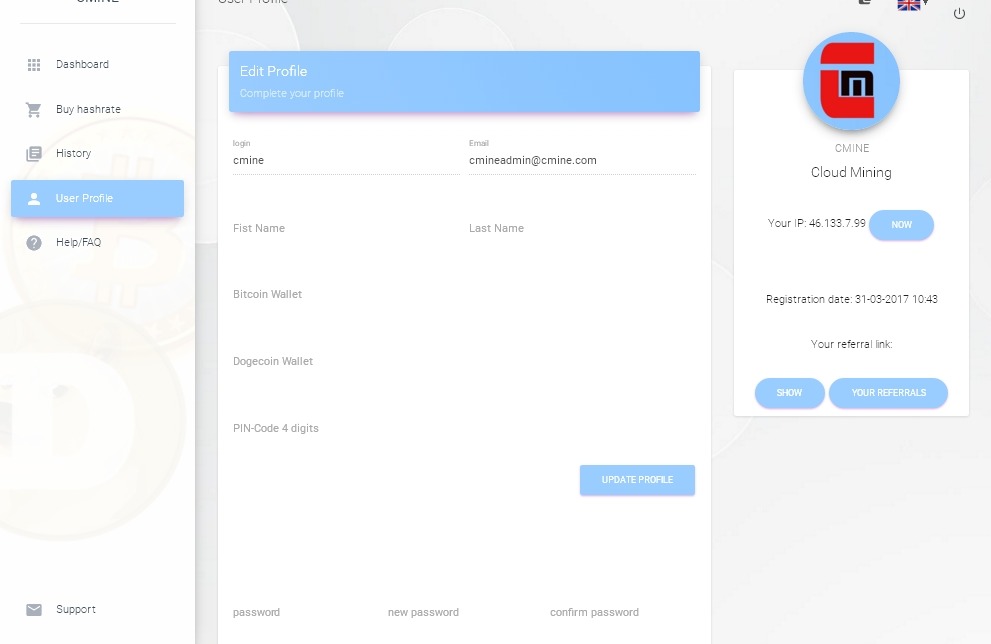 CMINE
User Profile
Dashboard
Buy hashrate
History
User Profile
Help/FAQ
Support
Edit Profile
Complete your profile
login
Email
cmine
cmineadmin@cmine.com
Fist Name
Last Name
Bitcoin Wallet
Dogecoin Wallet
PIN-Code 4 digits
UPDATE PROFILE
password
new password
confirm password
CMINE
Cloud Mining
Your IP: 46.133.7.99
NOW
Registration date: 31-03-2017 10:43
Your referral link:
SHOW
YOUR REFERRALS